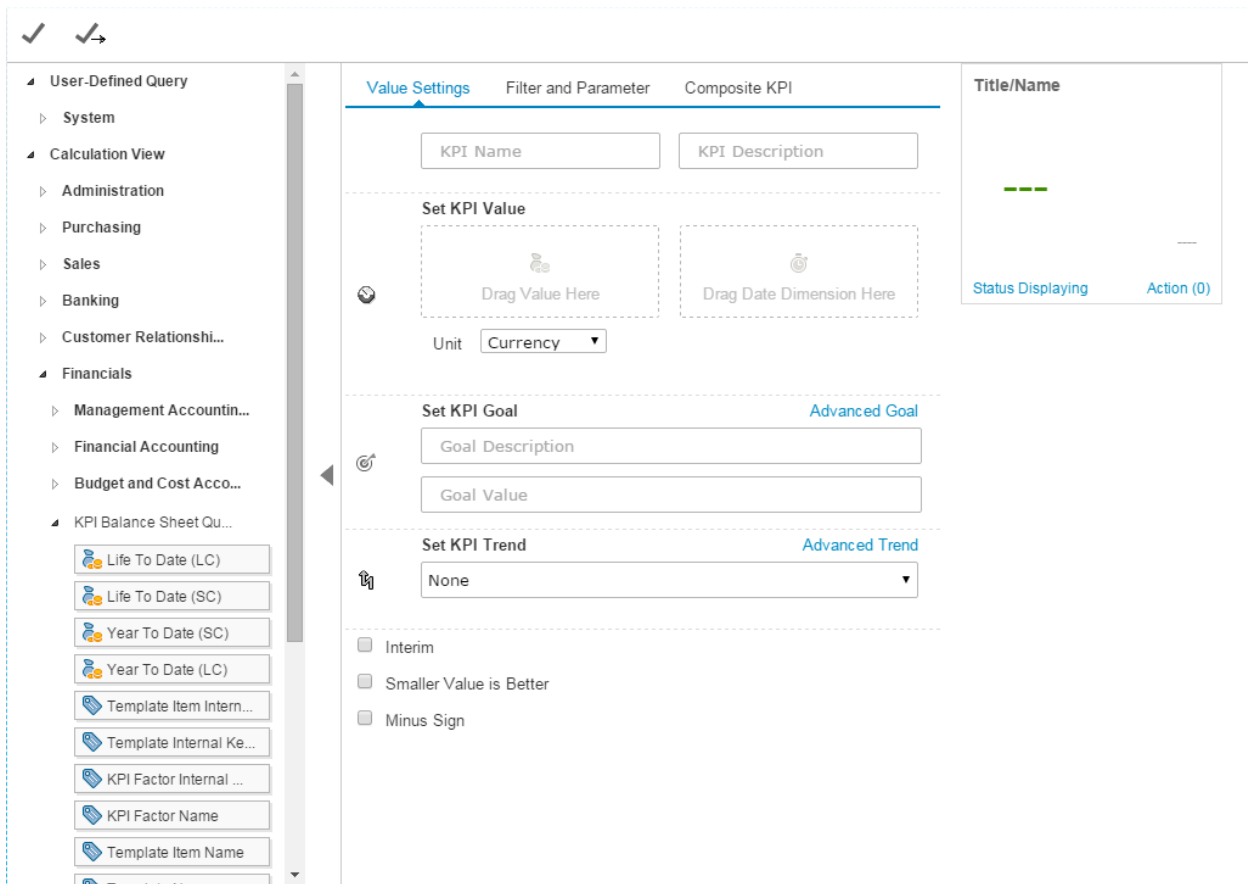 User-Defined Query
System
Calculation View
Administration
Purchasing
Sales
Banking
Customer Relationshi...
Financials
Management Accountin...
Financial Accounting
Budget and Cost Acco...
KPI Balance Sheet Qu...
Life To Date (LC)
Life To Date (SC)
Year To Date (SC)
Year To Date (LC)
Template Item Intern...
Template Internal Ke...
KPI Factor Internal ...
KPI Factor Name
Template Item Name
Value Settings Filter and Parameter Composite KPI
KPI Name KPI Description
Set KPI Value
Drag Value Here Drag Date Dimension Here
Unit Currency
Set KPI Goal Advanced Goal
Goal Description
Goal Value
Set KPI Trend Advanced Trend
None
Interim
Smaller Value is Better
Minus Sign
Title/Name
---
---
Status Displaying Action (0)